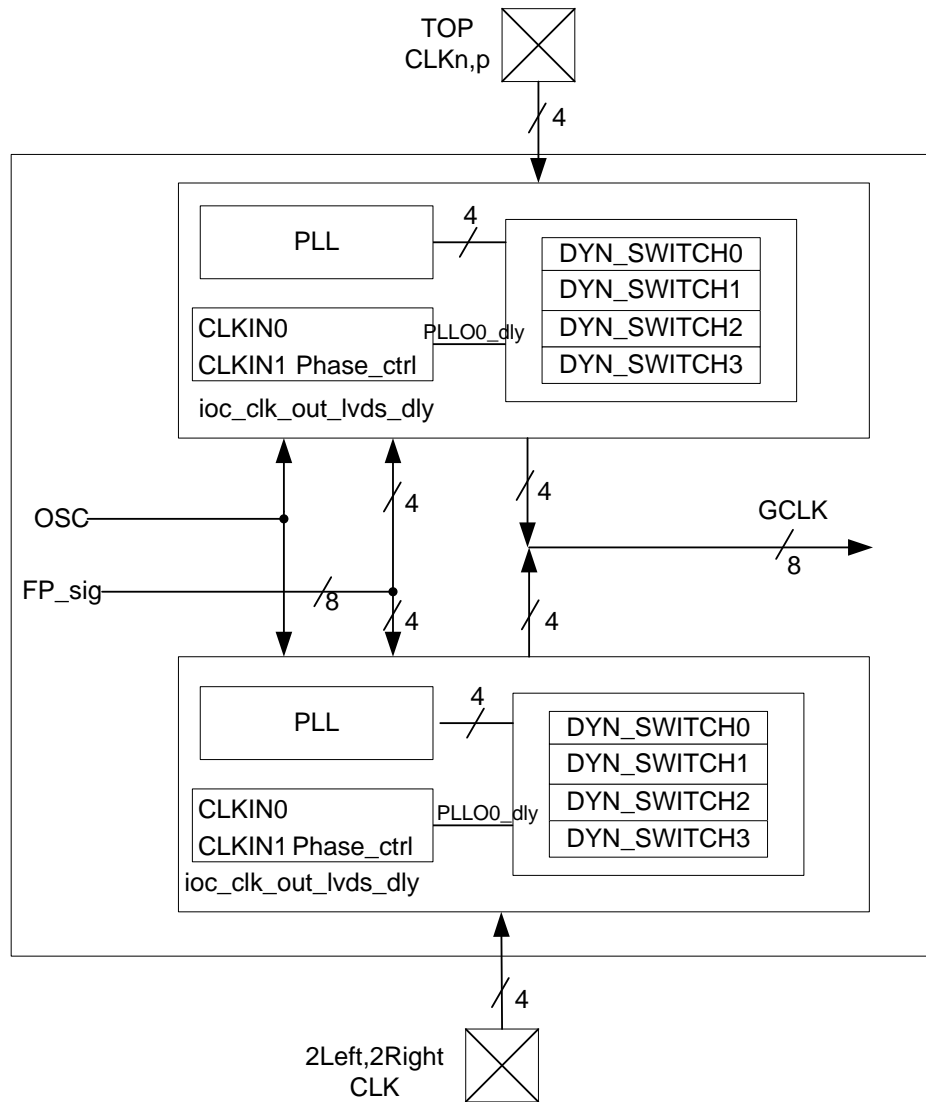 TOP
CLKn,p
4
PLL
4
DYN_SWITCH0
DYN_SWITCH1
DYN_SWITCH2
DYN_SWITCH3
CLKIN0
CLKIN1 Phase_ctrl
PLLO0_dly
ioc_clk_out_lvds_dly
4
4
OSC
GCLK
8
FP_sig
8
4
4
PLL
4
DYN_SWITCH0
DYN_SWITCH1
DYN_SWITCH2
DYN_SWITCH3
CLKIN0
CLKIN1 Phase_ctrl
PLLO0_dly
ioc_clk_out_lvds_dly
4
2Left,2Right
CLK